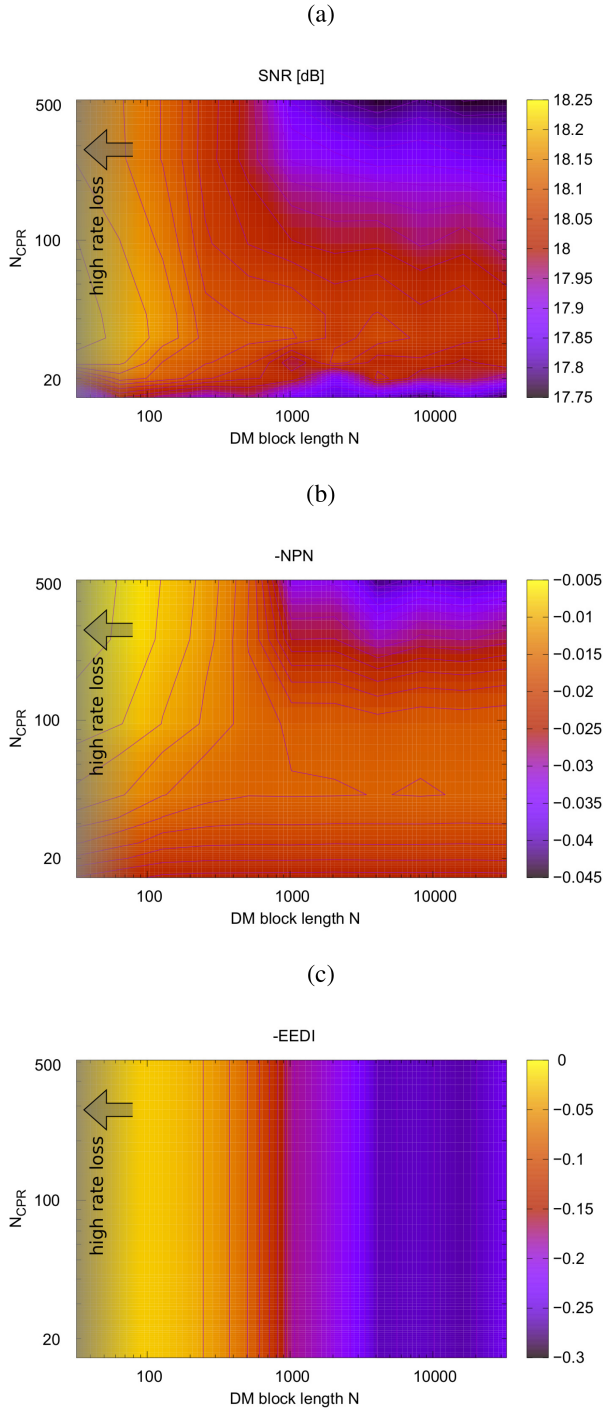 (a)
SNR [dB]
500
100
20
N_CPR
high rate loss
100 1000 10000
DM block length N
18.25
18.2
18.15
18.1
18.05
18
17.95
17.9
17.85
17.8
17.75
(b)
-NPN
500
100
20
N_CPR
high rate loss
100 1000 10000
DM block length N
−0.005
−0.01
−0.015
−0.02
−0.025
−0.03
−0.035
−0.04
−0.045
(c)
-EEDI
500
100
20
N_CPR
high rate loss
100 1000 10000
DM block length N
0
−0.05
−0.1
−0.15
−0.2
−0.25
−0.3